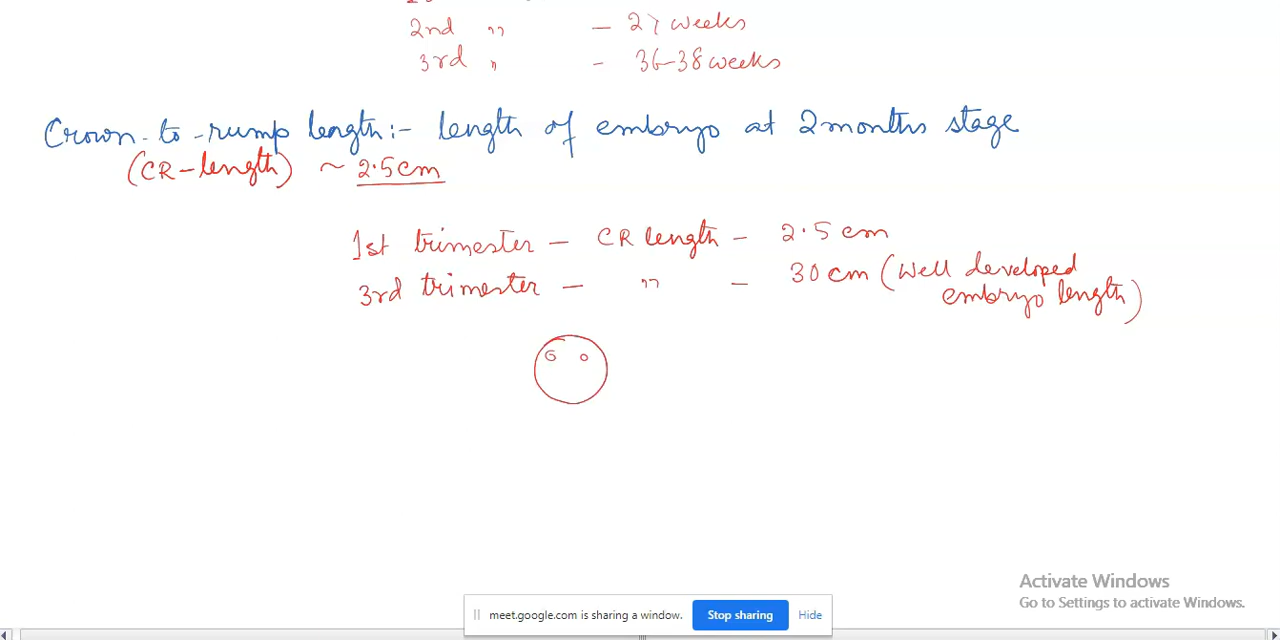 2nd " – 27 weeks
3rd " - 36-38 weeks
Crown-to-rump length:- length of embryo at 2 months stage
(CR-length) ~ 2.5cm
1st trimester – CR length – 2.5 cm
3rd trimester – " – 30 cm (Well developed
embryo length)
Activate Windows
Go to Settings to activate Windows.
meet.google.com is sharing a window. Stop sharing Hide